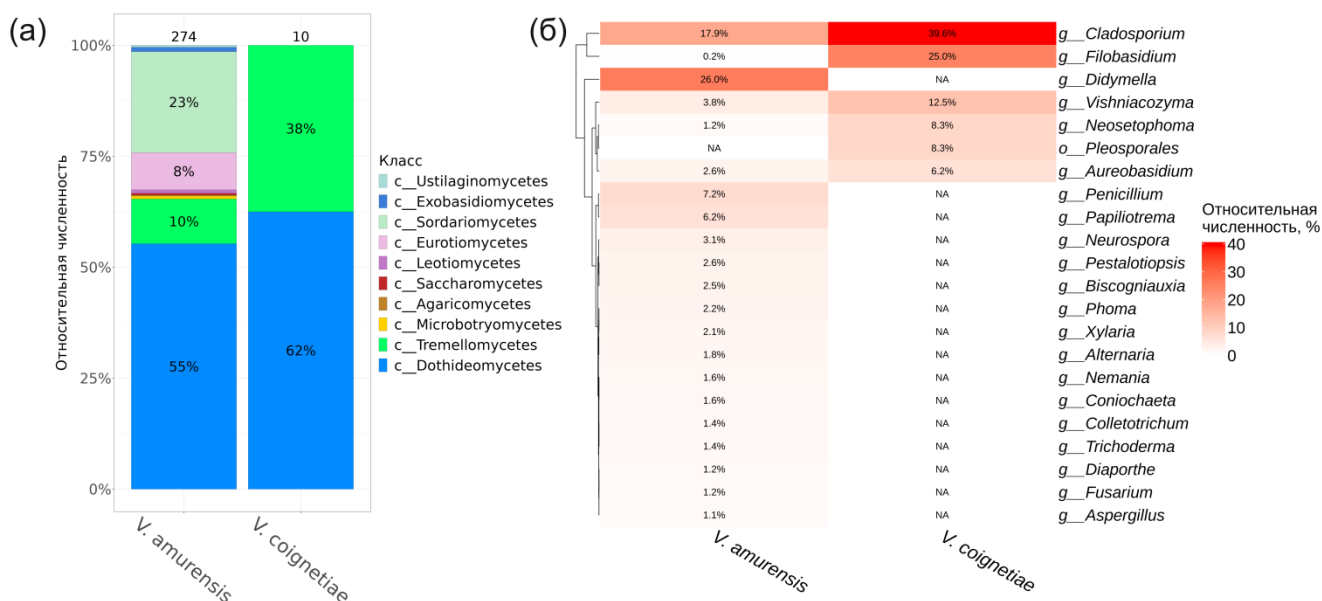 (а)
274
10
Относительная численность
100%
75%
50%
25%
0%
23%
8%
10%
55%
38%
62%
V. amurensis
V. coignetiae
Класс
c__Ustilaginomycetes
c__Exobasidiomycetes
c__Sordariomycetes
c__Eurotiomycetes
c__Leotiomycetes
c__Saccharomycetes
c__Agaricomycetes
c__Microbotryomycetes
c__Tremellomycetes
c__Dothideomycetes
(б)
17.9% 39.6% g__Cladosporium
0.2% 25.0% g__Filobasidium
26.0% NA g__Didymella
3.8% 12.5% g__Vishniacozyma
1.2% 8.3% g__Neosetophoma
NA 8.3% o__Pleosporales
2.6% 6.2% g__Aureobasidium
7.2% NA g__Penicillium
6.2% NA g__Papiliotrema
3.1% NA g__Neurospora
2.6% NA g__Pestalotiopsis
2.5% NA g__Biscogniauxia
2.2% NA g__Phoma
2.1% NA g__Xylaria
1.8% NA g__Alternaria
1.6% NA g__Nemania
1.6% NA g__Coniochaeta
1.4% NA g__Colletotrichum
1.4% NA g__Trichoderma
1.2% NA g__Diaporthe
1.2% NA g__Fusarium
1.1% NA g__Aspergillus
V. amurensis
V. coignetiae
Относительная
численность, %
40
30
20
10
0